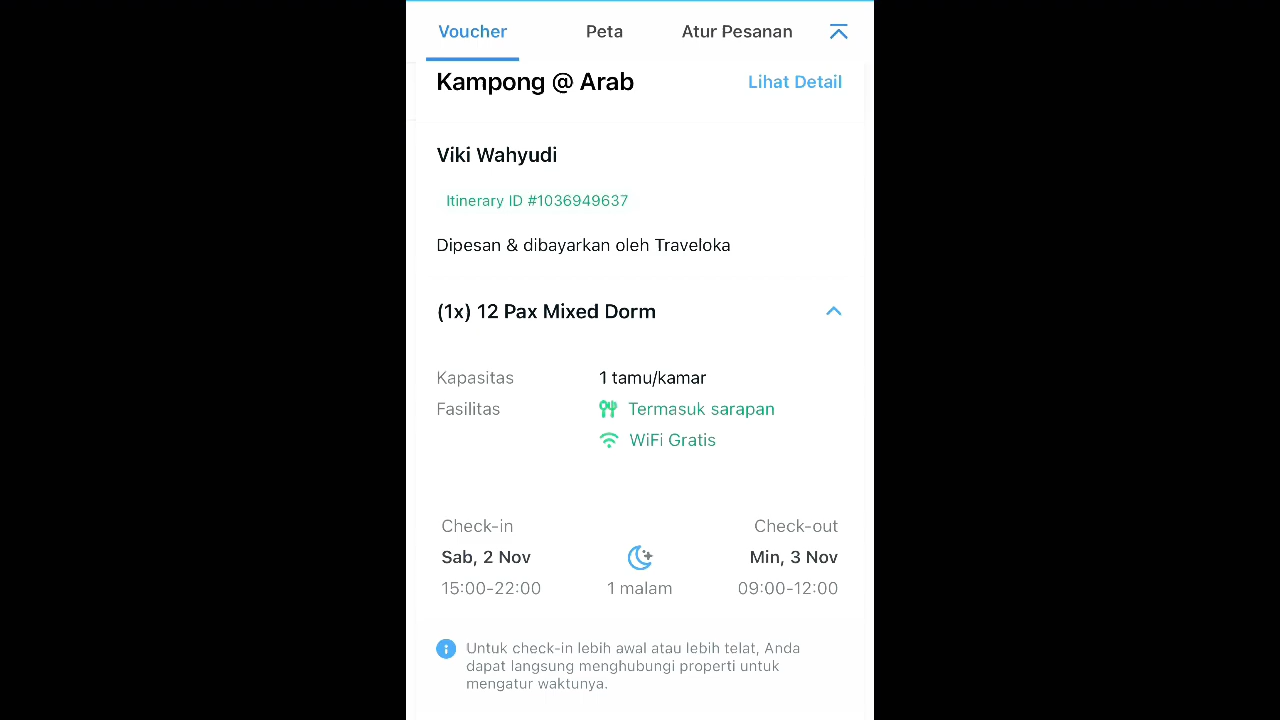 Voucher Peta Atur Pesanan
Kampong @ Arab Lihat Detail
Viki Wahyudi
Itinerary ID #1036949637
Dipesan & dibayarkan oleh Traveloka
(1x) 12 Pax Mixed Dorm
Kapasitas 1 tamu/kamar
Fasilitas Termasuk sarapan
WiFi Gratis
Check-in Check-out
Sab, 2 Nov Min, 3 Nov
15:00-22:00 1 malam 09:00-12:00
Untuk check-in lebih awal atau lebih telat, Anda
dapat langsung menghubungi properti untuk
mengatur waktunya.